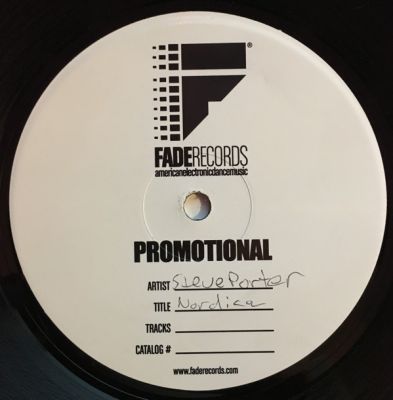 ®
FADERECORDS
americanelectronicdancemusic
PROMOTIONAL
ARTIST Steve Porter
TITLE Nordica
TRACKS
CATALOG #
www.faderecords.com